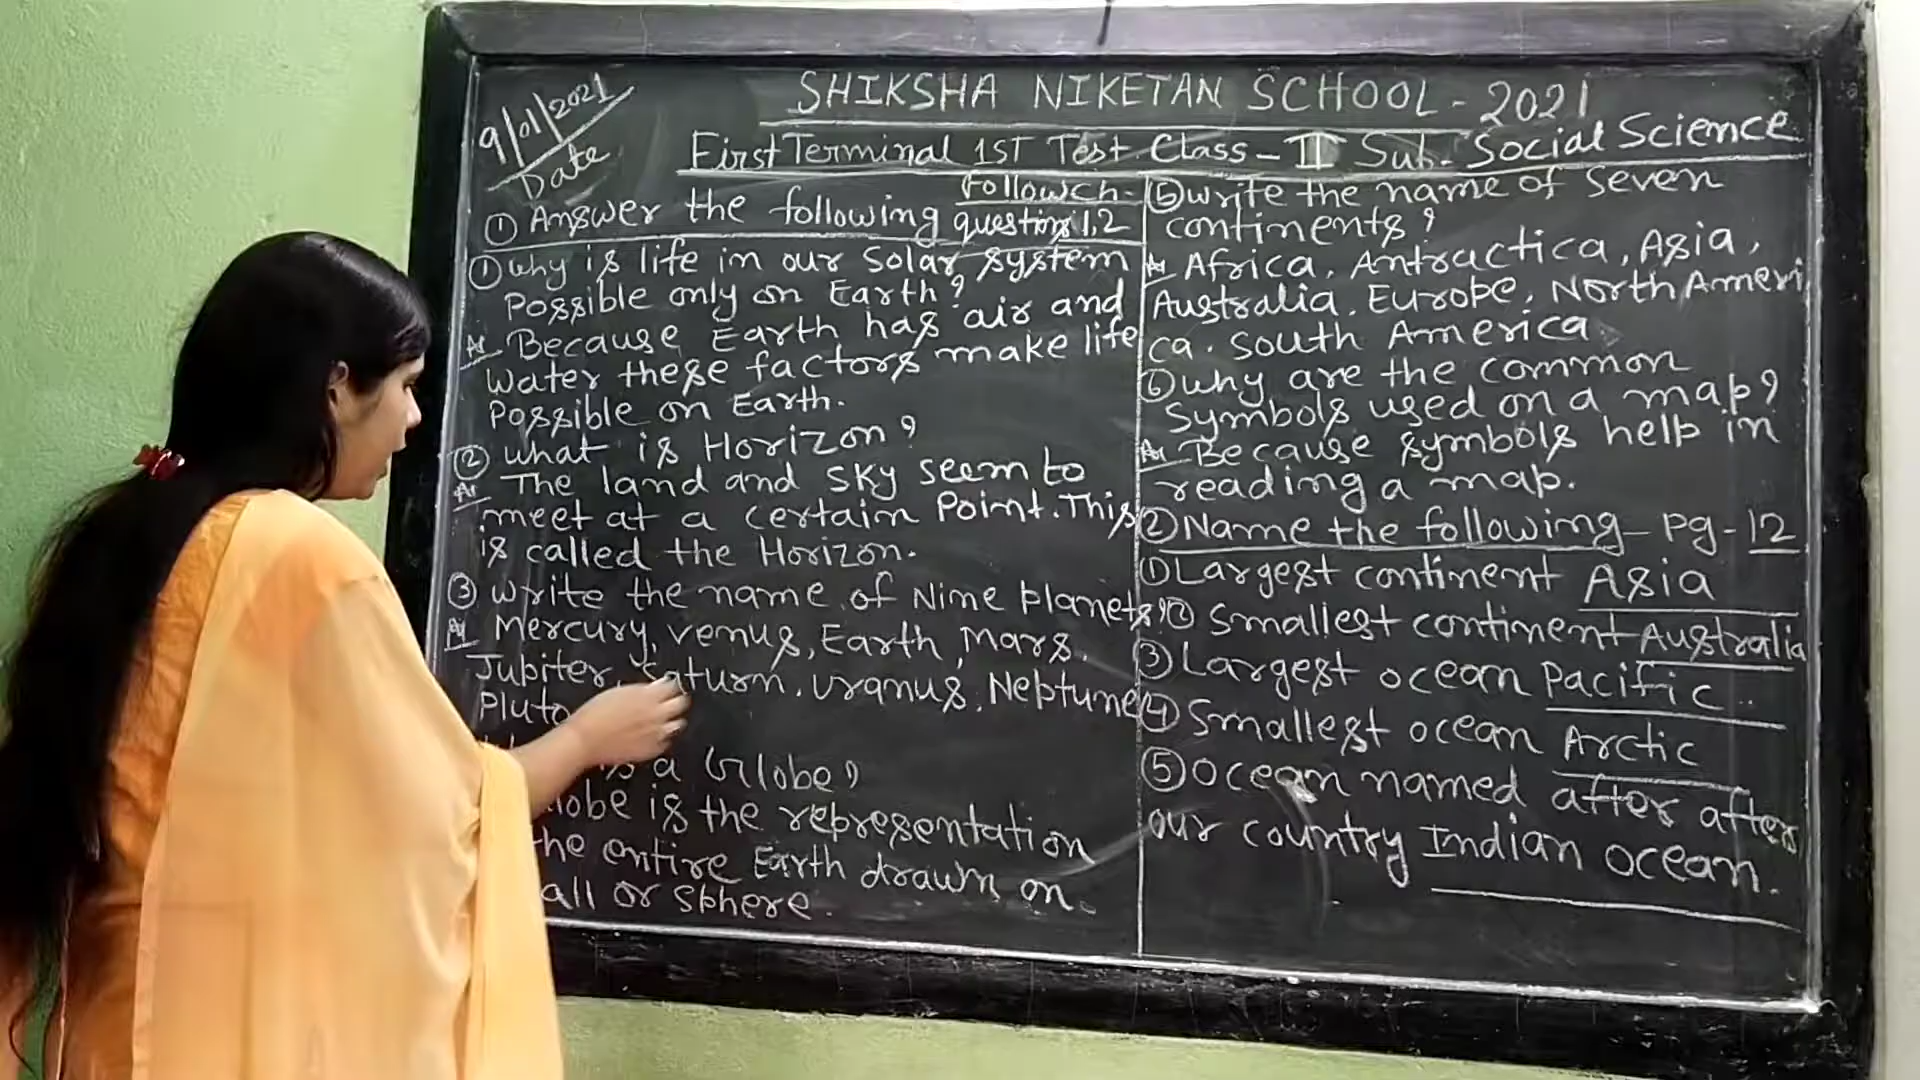 9/01/2021
Date
SHIKSHA NIKETAN SCHOOL - 2021
First Terminal 1ST Test. Class - II Sub. Social Science
① Answer the following question Follow ch. 1,2
① Why is life in our Solar system
Possible only on Earth?
As Because Earth has air and
Water these factors make life
Possible on Earth.
② What is Horizon?
As The land and sky seem to
meet at a certain Point. This
is called the Horizon.
③ Write the name of Nine planets?
As Mercury, Venus, Earth, Mars,
Jupiter, Saturn, Uranus, Neptune
Pluto
is a Globe?
lobe is the representation
the entire Earth drawn on
all or sphere.
⑤ Write the name of seven
continents?
As Africa, Antractica, Asia,
Australia, Europe, North Ameri
ca. South America.
⑥ Why are the common
Symbols used on a map?
As Because symbols help in
reading a map.
② Name the following - Pg - 12
① Largest continent Asia
② Smallest continent Australia
③ Largest ocean Pacific
④ Smallest ocean Arctic
⑤ Ocean named after after
our country Indian ocean.